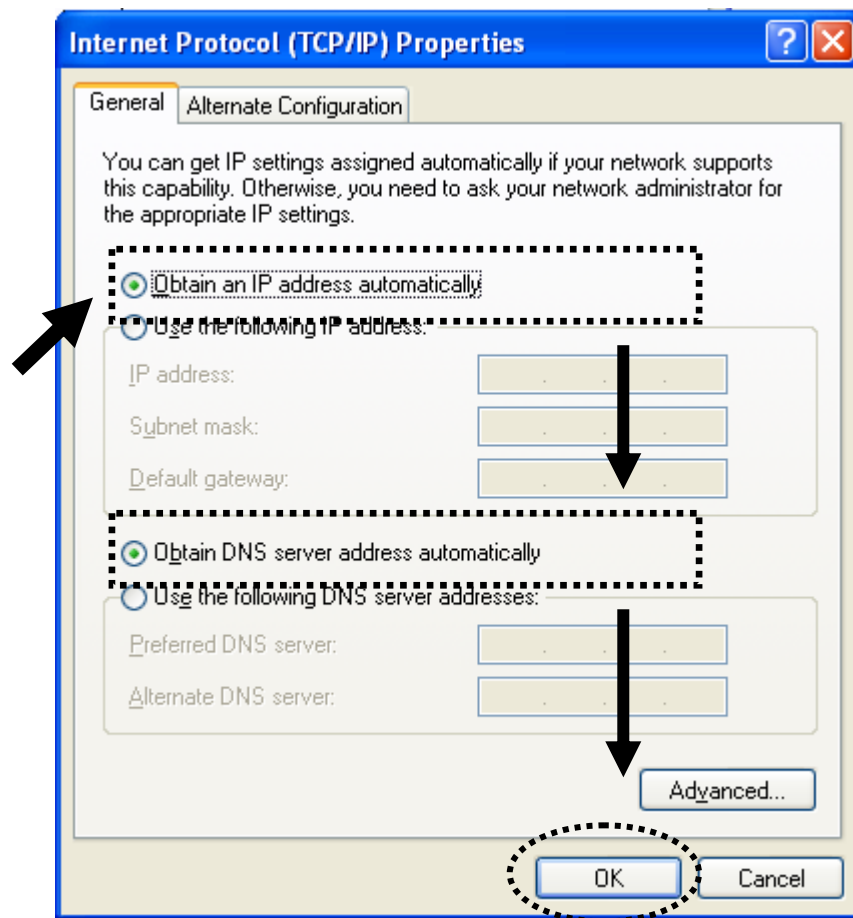 Internet Protocol (TCP/IP) Properties
General
Alternate Configuration
You can get IP settings assigned automatically if your network supports
this capability. Otherwise, you need to ask your network administrator for
the appropriate IP settings.
Obtain an IP address automatically
Use the following IP address:
IP address:
Subnet mask:
Default gateway:
Obtain DNS server address automatically
Use the following DNS server addresses:
Preferred DNS server:
Alternate DNS server:
Advanced...
OK
Cancel